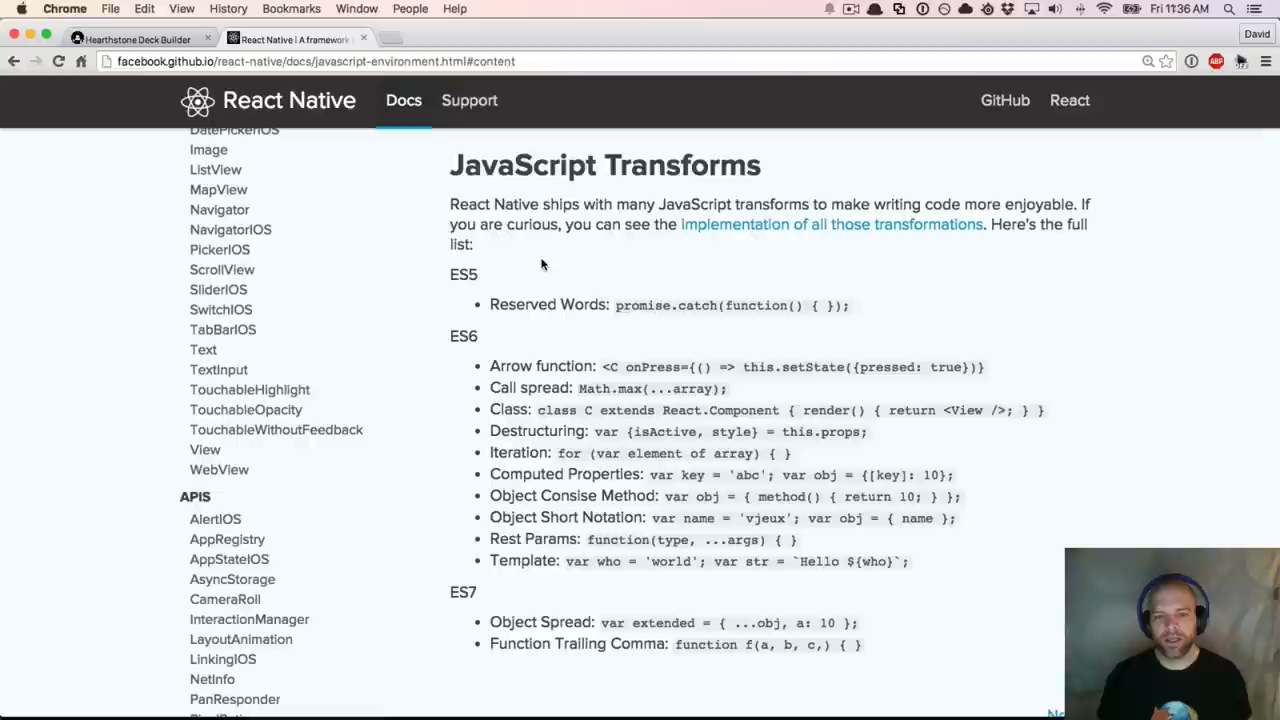 Chrome File Edit View History Bookmarks Window People Help Fri 11:36 AM
Hearthstone Deck Builder
React Native | A framework
David
facebook.github.io/react-native/docs/javascript-environment.html#content
ABP
React Native Docs Support GitHub React
DatePickerIOS
Image
ListView
MapView
Navigator
NavigatorIOS
PickerIOS
ScrollView
SliderIOS
SwitchIOS
TabBarIOS
Text
TextInput
TouchableHighlight
TouchableOpacity
TouchableWithoutFeedback
View
WebView
APIS
AlertIOS
AppRegistry
AppStateIOS
AsyncStorage
CameraRoll
InteractionManager
LayoutAnimation
LinkingIOS
NetInfo
PanResponder
JavaScript Transforms
React Native ships with many JavaScript transforms to make writing code more enjoyable. If
you are curious, you can see the implementation of all those transformations. Here's the full
list:
ES5
• Reserved Words: promise.catch(function() { });
ES6
• Arrow function: <C onPress={() => this.setState({pressed: true})}
• Call spread: Math.max(...array);
• Class: class C extends React.Component { render() { return <View />; } }
• Destructuring: var {isActive, style} = this.props;
• Iteration: for (var element of array) { }
• Computed Properties: var key = 'abc'; var obj = {[key]: 10};
• Object Consise Method: var obj = { method() { return 10; } };
• Object Short Notation: var name = 'vjeux'; var obj = { name };
• Rest Params: function(type, ...args) { }
• Template: var who = 'world'; var str = `Hello ${who}`;
ES7
• Object Spread: var extended = { ...obj, a: 10 };
• Function Trailing Comma: function f(a, b, c,) { }